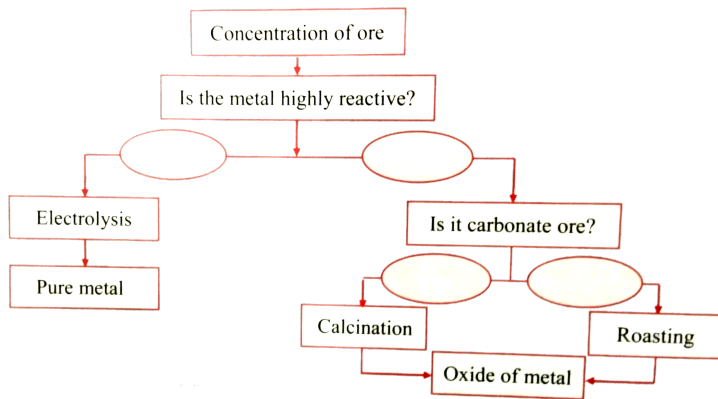 Concentration of ore
Is the metal highly reactive?
Electrolysis
Is it carbonate ore?
Pure metal
Calcination
Roasting
Oxide of metal